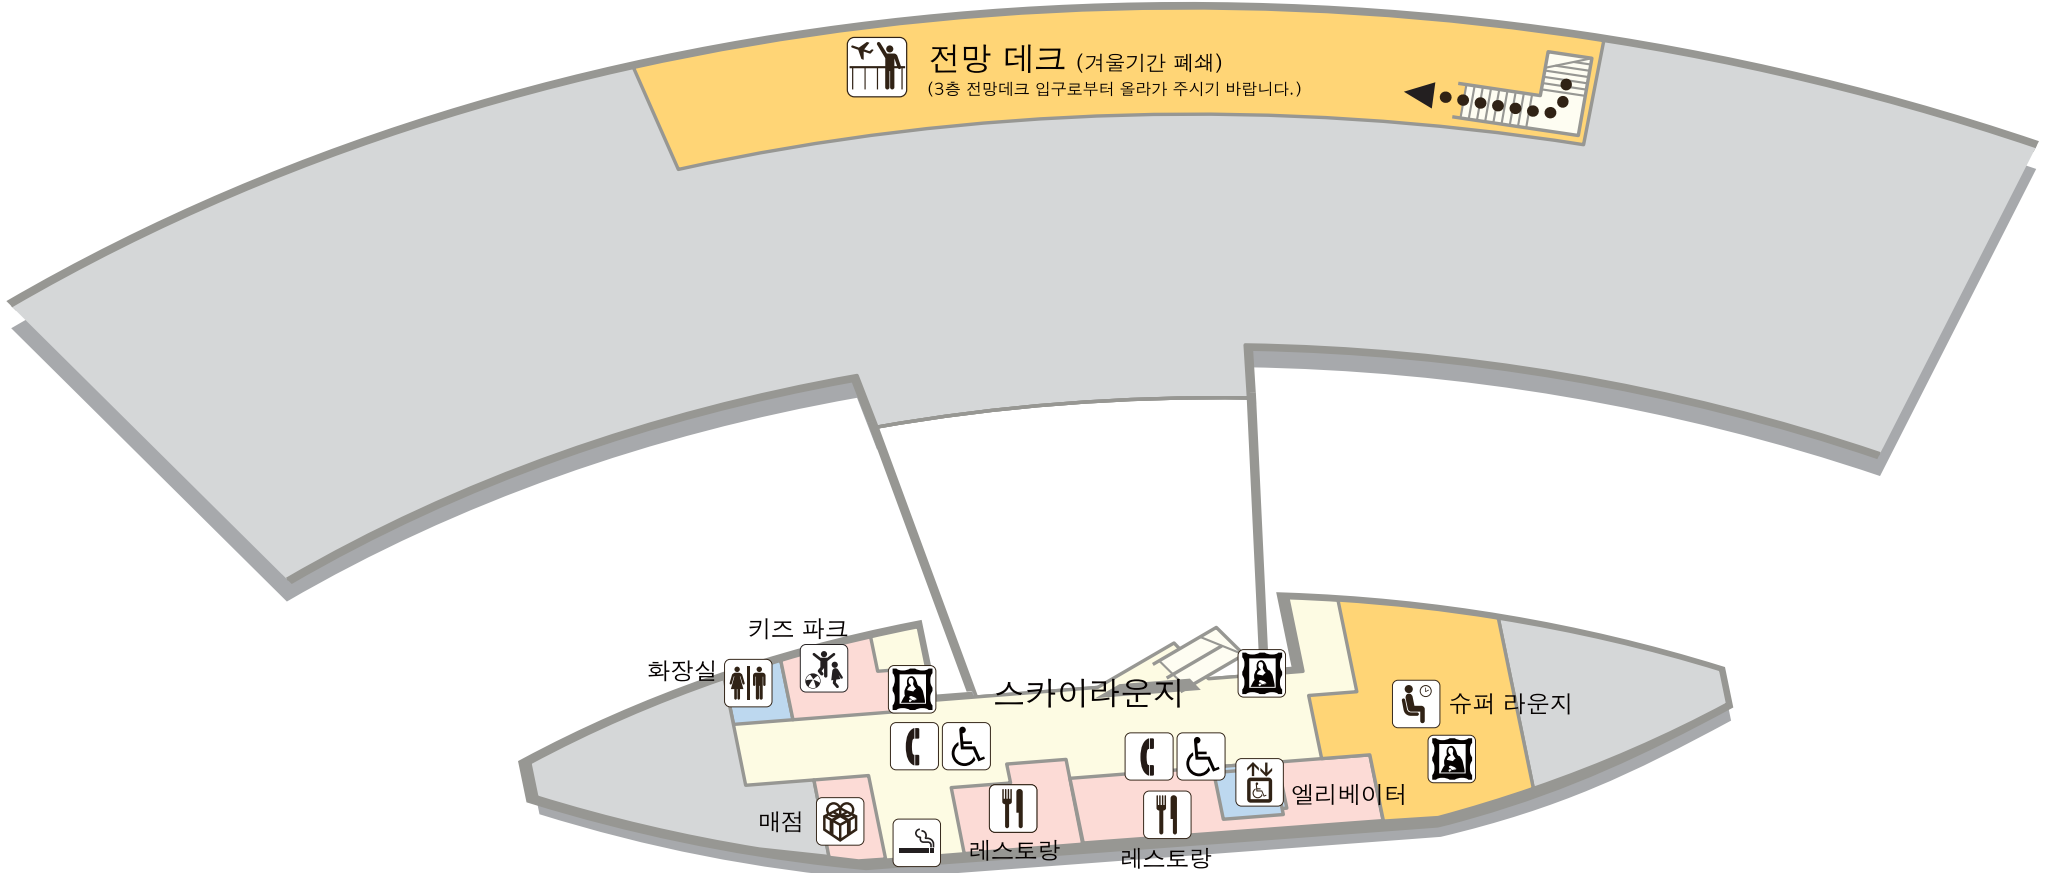 전망 데크 (겨울기간 폐쇄)
(3층 전망데크 입구로부터 올라가 주시기 바랍니다.)
키즈 파크
화장실
스카이라운지
슈퍼 라운지
엘리베이터
매점
레스토랑
레스토랑